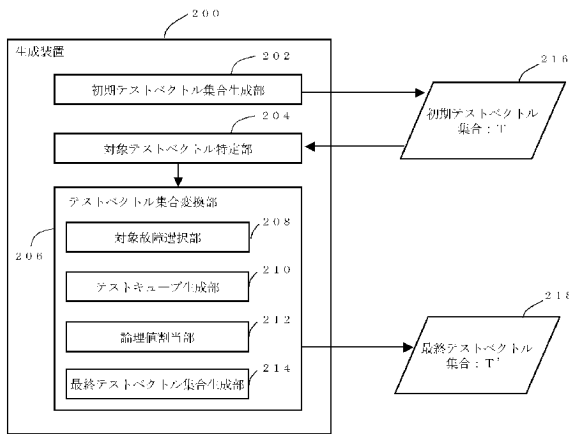 ２００
生成装置
２０２
初期テストベクトル集合生成部
２０４
対象テストベクトル特定部
テストベクトル集合変換部
２０６
２０８
対象故障選択部
２１０
テストキューブ生成部
２１２
論理値割当部
２１４
最終テストベクトル集合生成部
２１６
初期テストベクトル
集合：T
２１８
最終テストベクトル
集合：T'